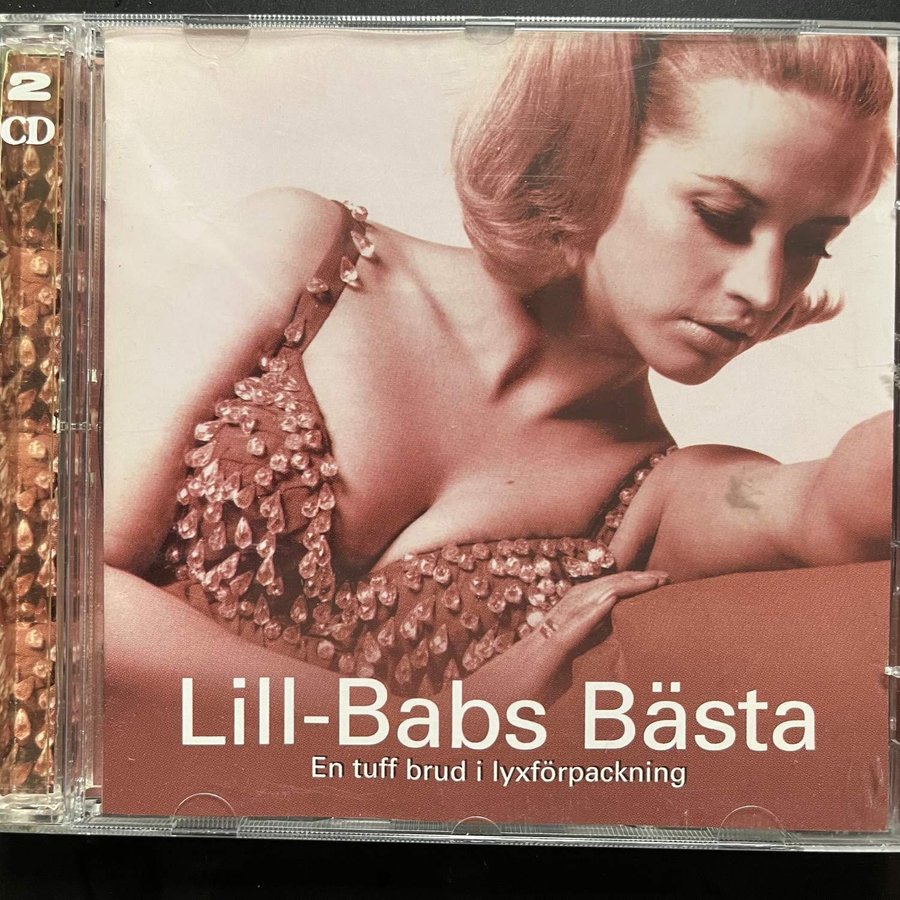 2
CD
Lill-Babs Bästa
En tuff brud i lyxförpackning